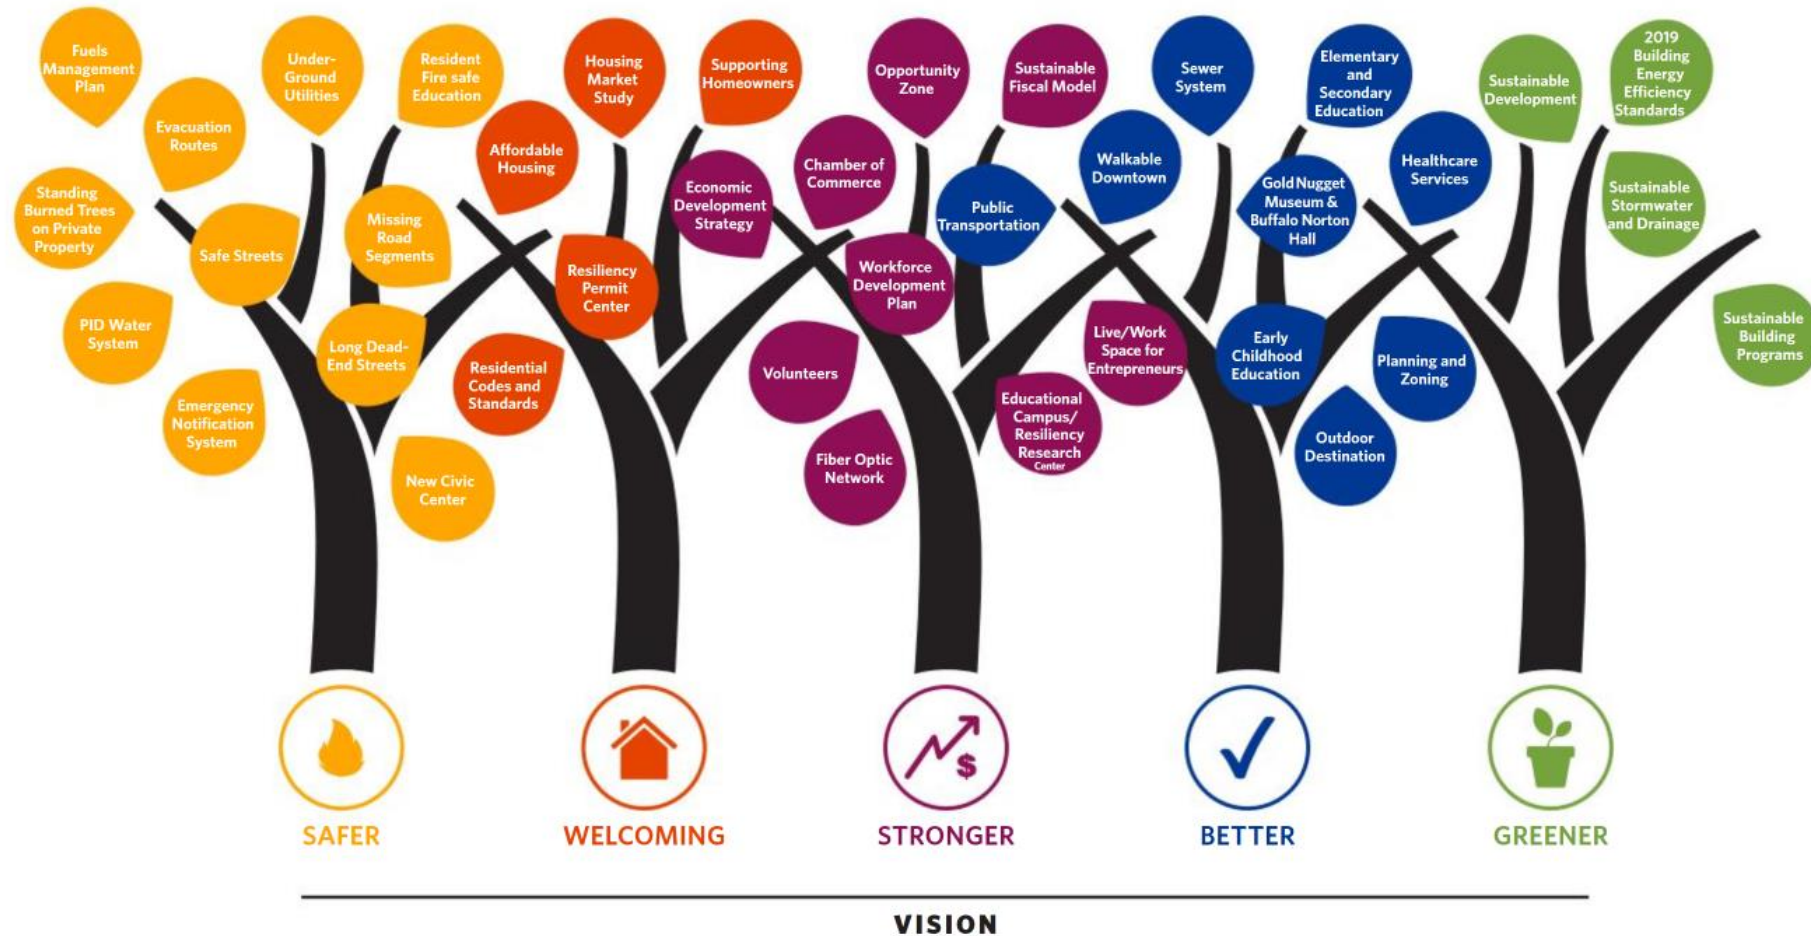 Fuels
Management
Plan
Evacuation
Routes
Under-
Ground
Utilities
Resident
Fire safe
Education
Standing
Burned Trees
on Private
Property
Safe Streets
Missing
Road
Segments
PID Water
System
Long Dead-
End Streets
Emergency
Notification
System
New Civic
Center
Housing
Market
Study
Supporting
Homeowners
Affordable
Housing
Resiliency
Permit
Center
Residential
Codes and
Standards
Opportunity
Zone
Sustainable
Fiscal Model
Economic
Development
Strategy
Chamber of
Commerce
Workforce
Development
Plan
Volunteers
Fiber Optic
Network
Live/Work
Space for
Entrepreneurs
Educational
Campus/
Resiliency
Research
Center
Sewer
System
Elementary
and
Secondary
Education
Walkable
Downtown
Public
Transportation
Gold Nugget
Museum &
Buffalo Norton
Hall
Healthcare
Services
Early
Childhood
Education
Planning and
Zoning
Outdoor
Destination
Sustainable
Development
2019
Building
Energy
Efficiency
Standards
Sustainable
Stormwater
and Drainage
Sustainable
Building
Programs
$
SAFER
WELCOMING
STRONGER
BETTER
GREENER
VISION